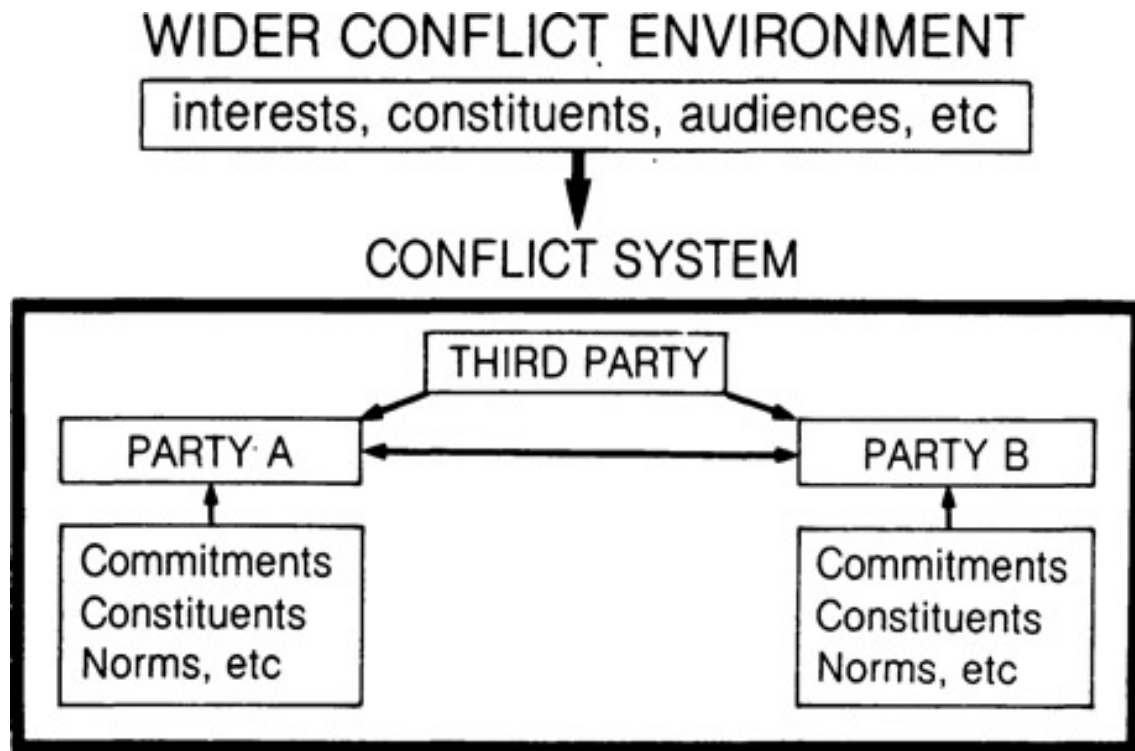 WIDER CONFLICT ENVIRONMENT
interests, constituents, audiences, etc
CONFLICT SYSTEM
THIRD PARTY
PARTY A
PARTY B
Commitments
Constituents
Norms, etc
Commitments
Constituents
Norms, etc